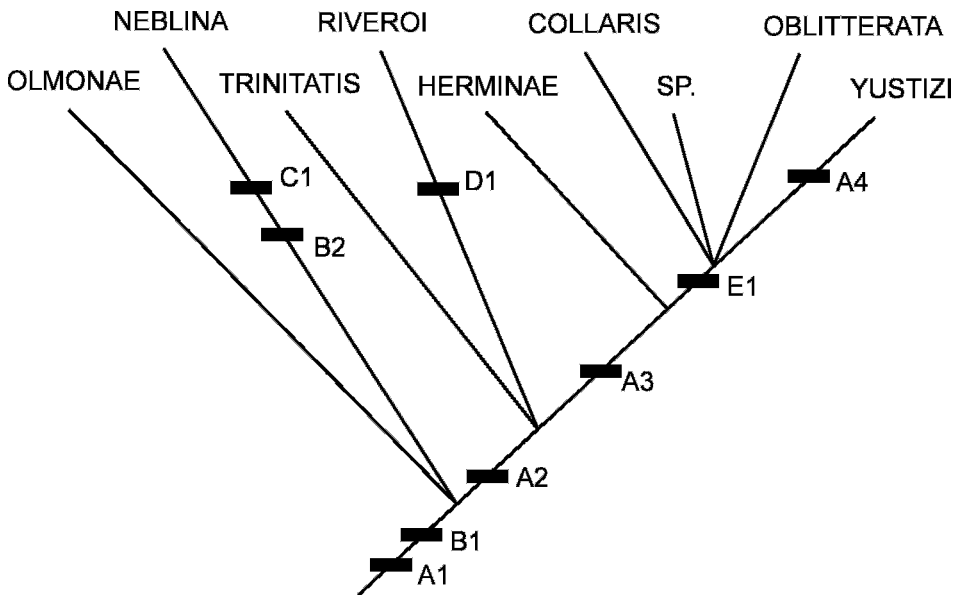 NEBLINA
RIVEROI
COLLARIS
OBLITTERATA
OLMONAE
TRINITATIS
HERMINAE
SP.
YUSTIZI
C1
D1
A4
B2
E1
A3
A2
B1
A1